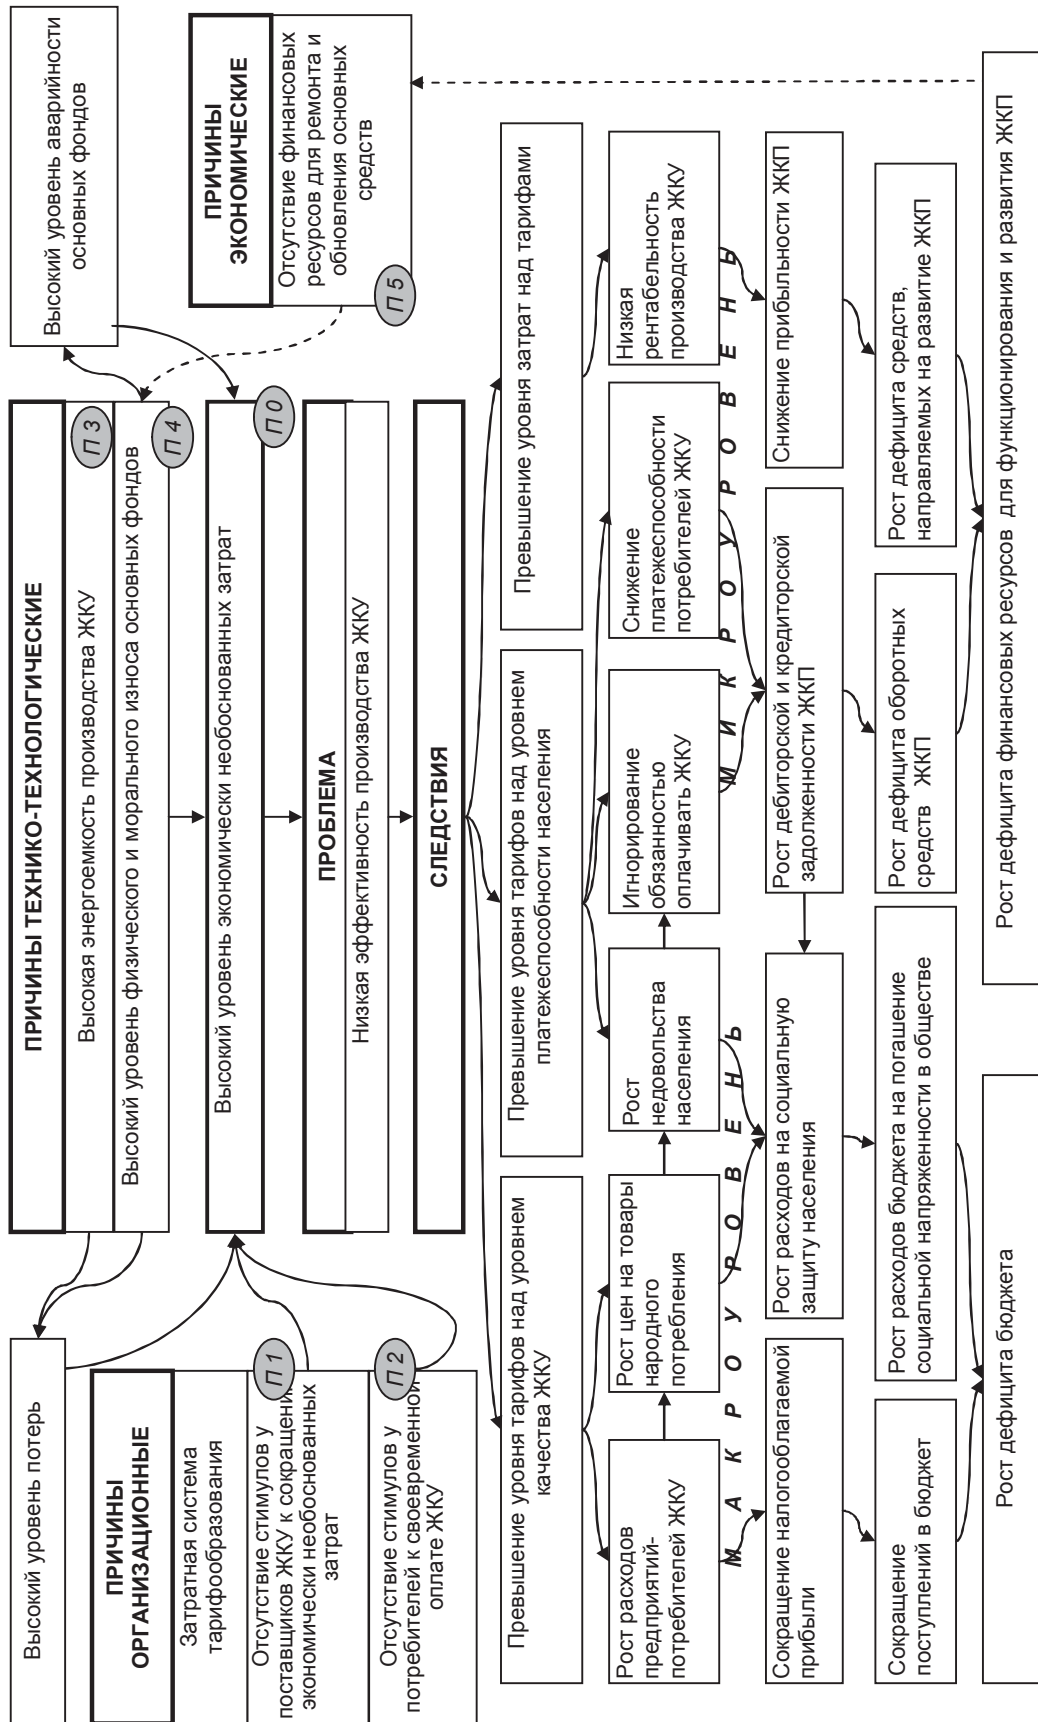 Высокий уровень потерь
ПРИЧИНЫ
ОРГАНИЗАЦИОННЫЕ
Затратная система
тарифообразования
Отсутствие стимулов у
поставщиков ЖКУ к сокращени
экономически необоснованных
затрат
П 1
Отсутствие стимулов у
потребителей к своевременной
оплате ЖКУ
П 2
ПРИЧИНЫ ТЕХНИКО-ТЕХНОЛОГИЧЕСКИЕ
Высокая энергоемкость производства ЖКУ
П 3
Высокий уровень физического и морального износа основных фондов
П 4
Высокий уровень экономически необоснованных затрат
П 0
ПРОБЛЕМА
Низкая эффективность производства ЖКУ
СЛЕДСТВИЯ
Высокий уровень аварийности
основных фондов
ПРИЧИНЫ
ЭКОНОМИЧЕСКИЕ
Отсутствие финансовых
ресурсов для ремонта и
обновления основных
средств
П 5
Превышение уровня тарифов над уровнем
качества ЖКУ
Превышение уровня тарифов над уровнем
платежеспособности населения
Превышение уровня затрат над тарифами
Рост расходов
предприятий-
потребителей ЖКУ
Рост цен на товары
народного
потребления
Рост
недовольства
населения
Игнорирование
обязанностью
оплачивать ЖКУ
Снижение
платежеспособности
потребителей ЖКУ
Низкая
рентабельность
производства ЖКУ
М А К Р О У Р О В Е Н Ь
М И К Р О У Р О В Е Н Ь
Сокращение налогооблагаемой
прибыли
Рост расходов на социальную
защиту населения
Рост дебиторской и кредиторской
задолженности ЖКП
Снижение прибыльности ЖКП
Сокращение
поступлений в бюджет
Рост расходов бюджета на погашение
социальной напряженности в обществе
Рост дефицита оборотных
средств ЖКП
Рост дефицита средств,
направляемых на развитие ЖКП
Рост дефицита бюджета
Рост дефицита финансовых ресурсов для функционирования и развития ЖКП